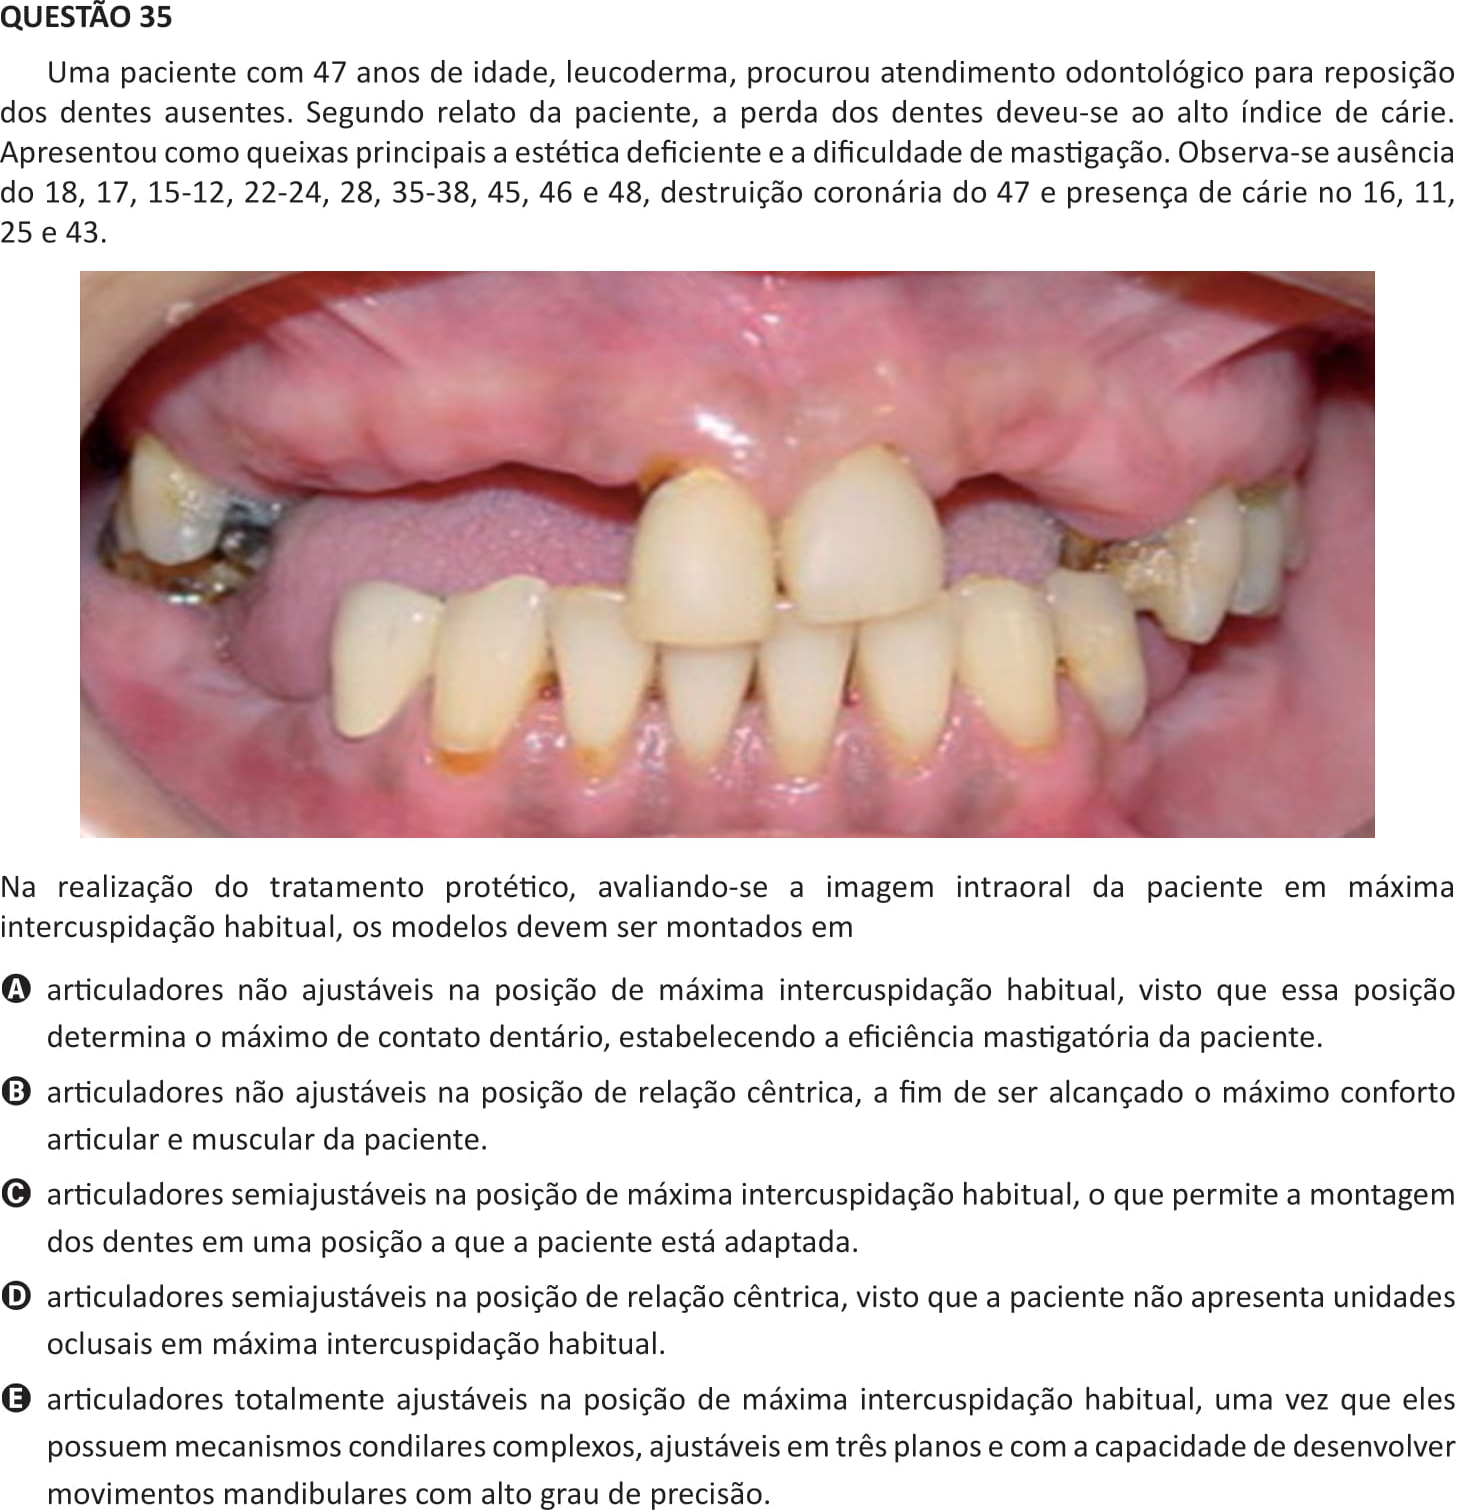 QUESTÃO 35
Uma paciente com 47 anos de idade, leucoderma, procurou atendimento odontológico para reposição
dos dentes ausentes. Segundo relato da paciente, a perda dos dentes deveu-se ao alto índice de cárie.
Apresentou como queixas principais a estética deficiente e a dificuldade de mastigação. Observa-se ausência
do 18, 17, 15-12, 22-24, 28, 35-38, 45, 46 e 48, destruição coronária do 47 e presença de cárie no 16, 11,
25 e 43.
Na realização do tratamento protético, avaliando-se a imagem intraoral da paciente em máxima
intercuspidação habitual, os modelos devem ser montados em
A articuladores não ajustáveis na posição de máxima intercuspidação habitual, visto que essa posição
determina o máximo de contato dentário, estabelecendo a eficiência mastigatória da paciente.
B articuladores não ajustáveis na posição de relação cêntrica, a fim de ser alcançado o máximo conforto
articular e muscular da paciente.
C articuladores semiajustáveis na posição de máxima intercuspidação habitual, o que permite a montagem
dos dentes em uma posição a que a paciente está adaptada.
D articuladores semiajustáveis na posição de relação cêntrica, visto que a paciente não apresenta unidades
oclusais em máxima intercuspidação habitual.
E articuladores totalmente ajustáveis na posição de máxima intercuspidação habitual, uma vez que eles
possuem mecanismos condilares complexos, ajustáveis em três planos e com a capacidade de desenvolver
movimentos mandibulares com alto grau de precisão.